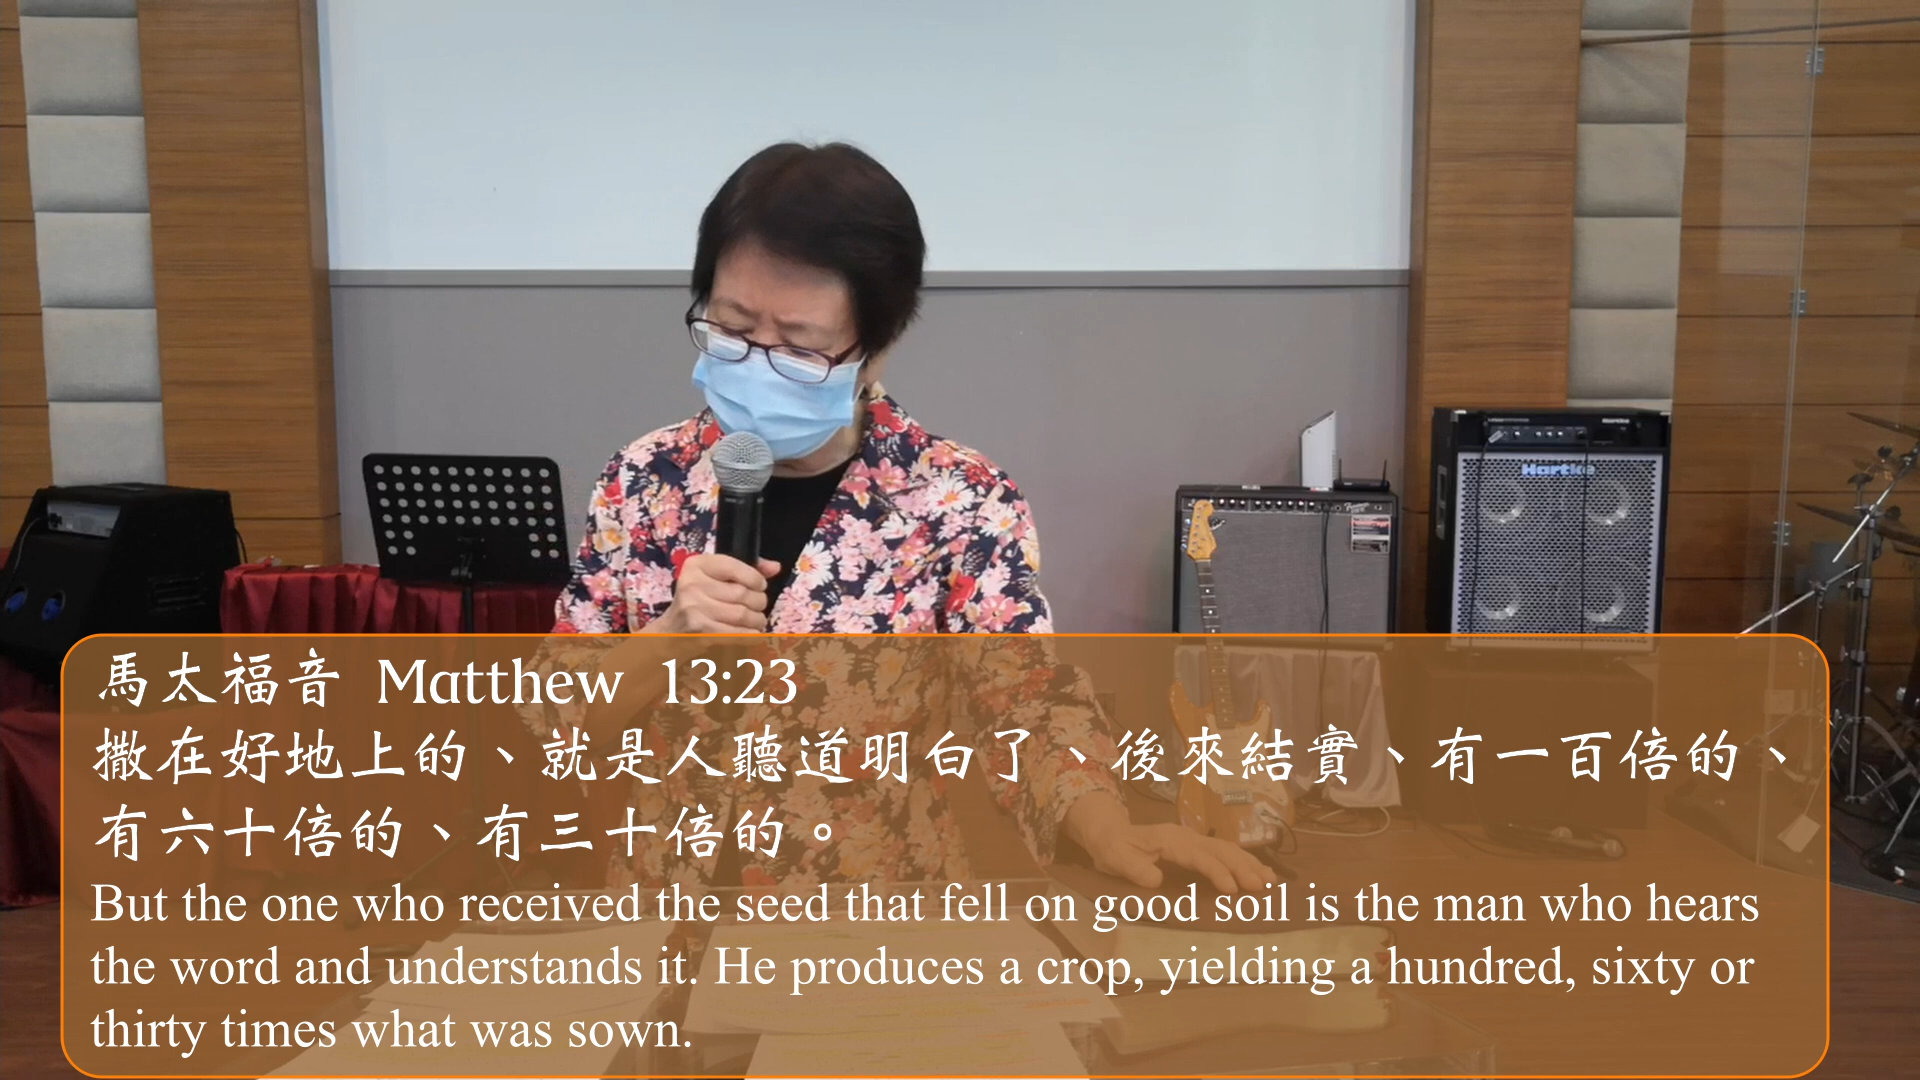 Hartke
馬太福音 Matthew 13:23
撒在好地上的、就是人聽道明白了、後來結實、有一百倍的、
有六十倍的、有三十倍的。
But the one who received the seed that fell on good soil is the man who hears
the word and understands it. He produces a crop, yielding a hundred, sixty or
thirty times what was sown.